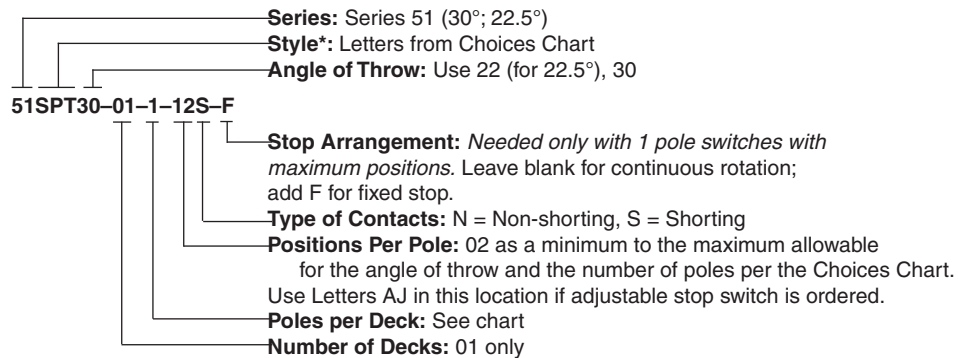 Series: Series 51 (30°; 22.5°)
Style*: Letters from Choices Chart
Angle of Throw: Use 22 (for 22.5°), 30
51SPT30–01–1–12S–F
Stop Arrangement: Needed only with 1 pole switches with
maximum positions. Leave blank for continuous rotation;
add F for fixed stop.
Type of Contacts: N = Non-shorting, S = Shorting
Positions Per Pole: 02 as a minimum to the maximum allowable
for the angle of throw and the number of poles per the Choices Chart.
Use Letters AJ in this location if adjustable stop switch is ordered.
Poles per Deck: See chart
Number of Decks: 01 only